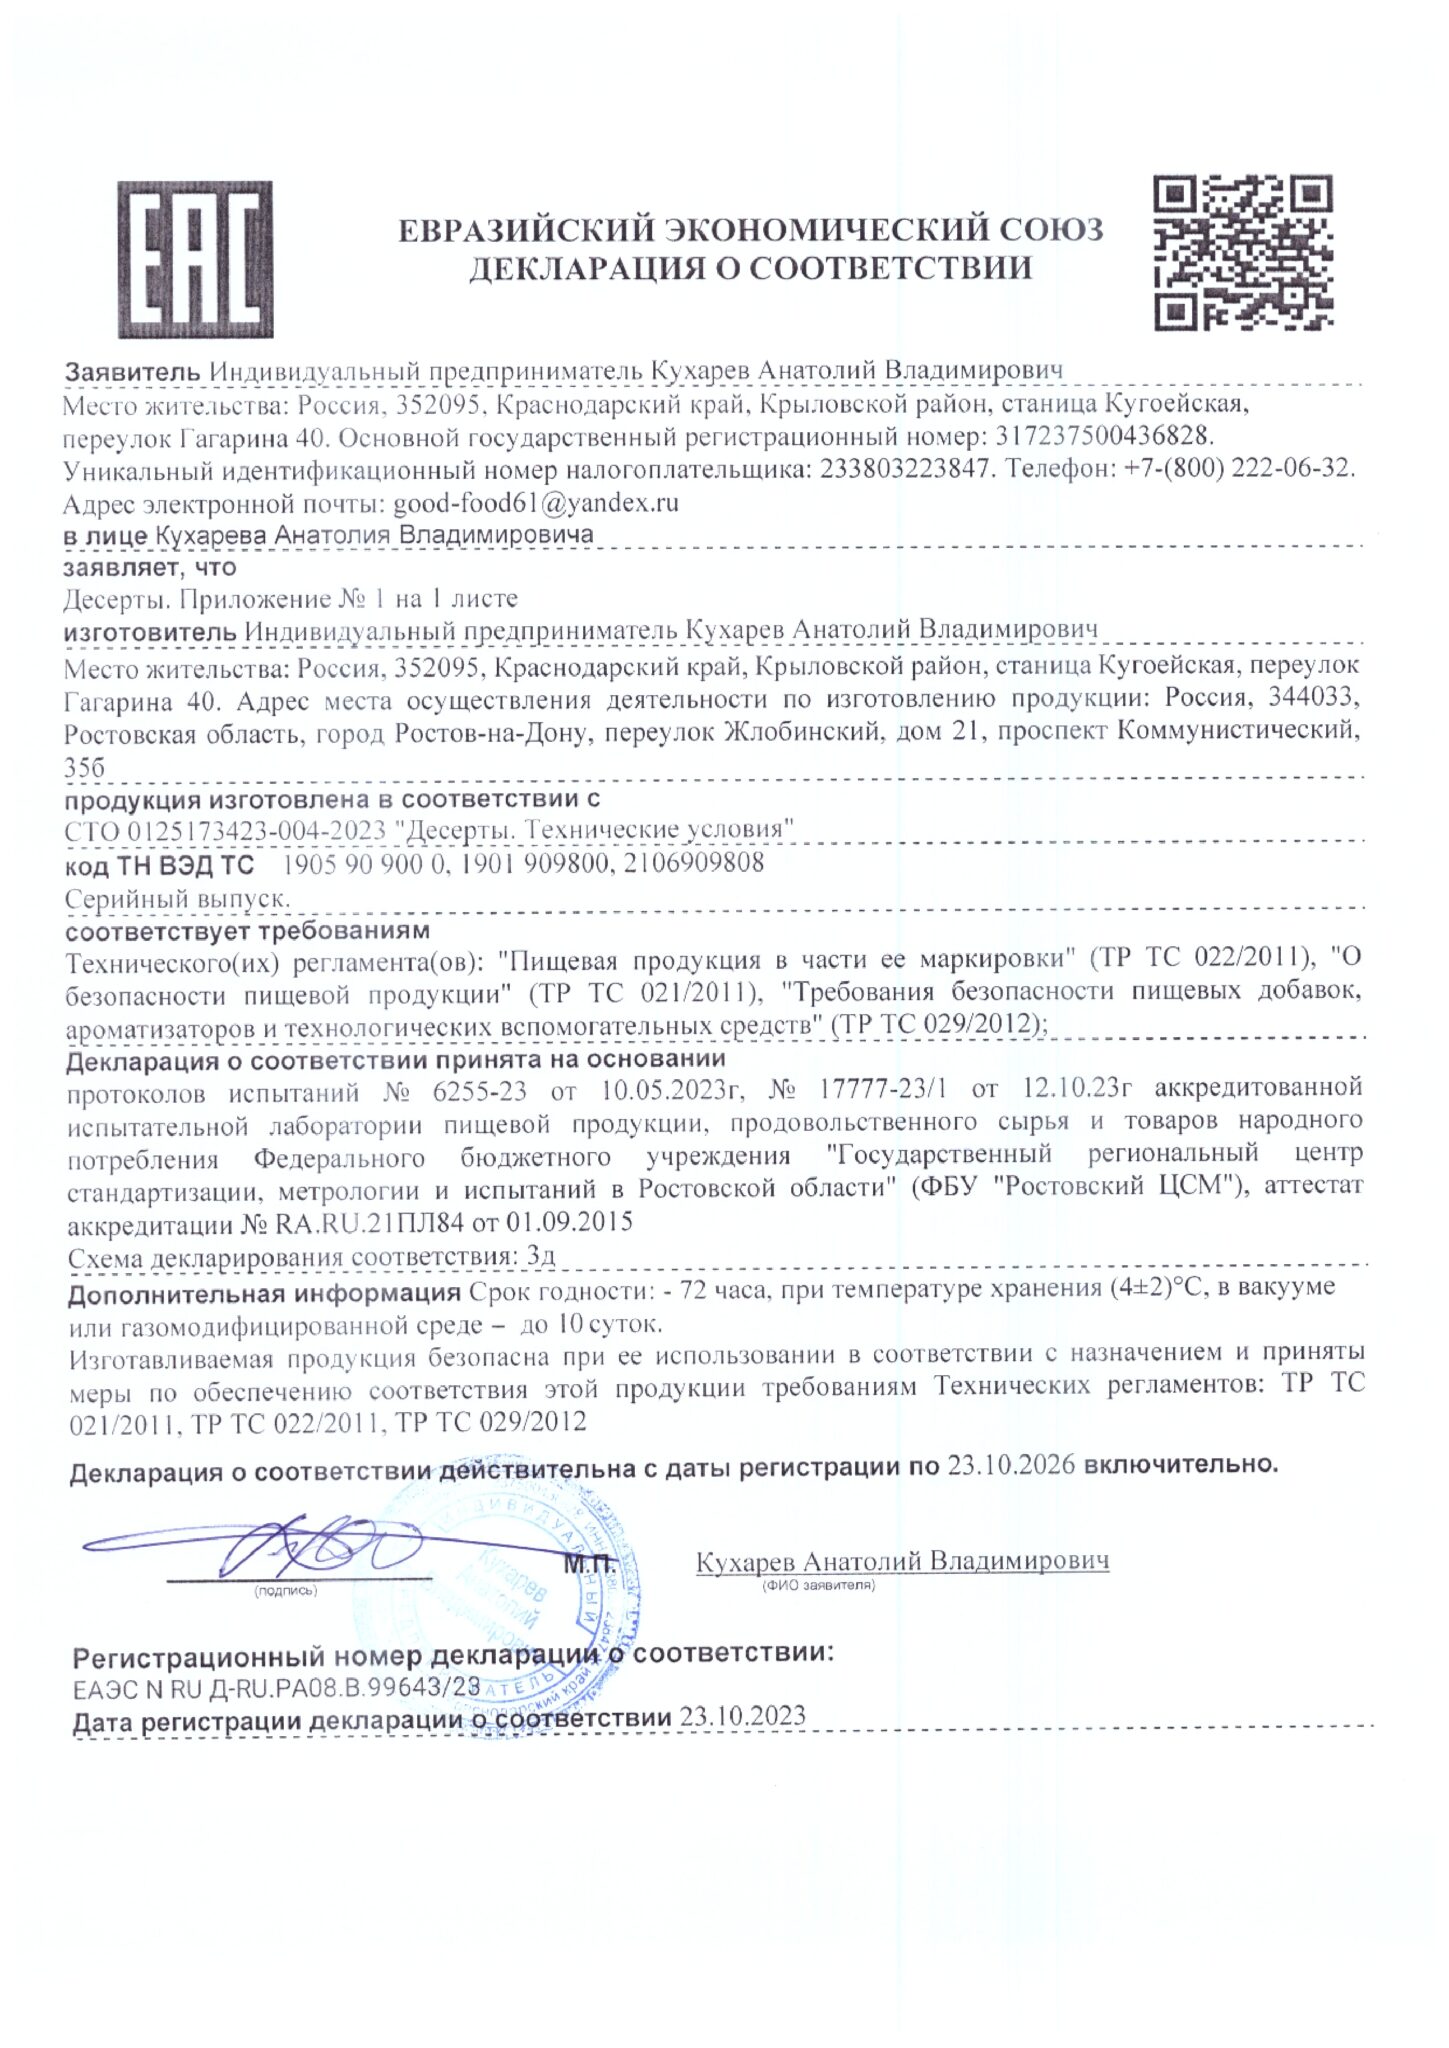 EAC
ЕВРАЗИЙСКИЙ ЭКОНОМИЧЕСКИЙ СОЮЗ
ДЕКЛАРАЦИЯ О СООТВЕТСТВИИ
Заявитель Индивидуальный предприниматель Кухарев Анатолий Владимирович
Место жительства: Россия, 352095, Краснодарский край, Крыловской район, станица Кугоейская,
переулок Гагарина 40. Основной государственный регистрационный номер: 317237500436828.
Уникальный идентификационный номер налогоплательщика: 233803223847. Телефон: +7-(800) 222-06-32.
Адрес электронной почты: good-food61@yandex.ru
в лице Кухарева Анатолия Владимировича
заявляет, что
Десерты. Приложение № 1 на 1 листе
изготовитель Индивидуальный предприниматель Кухарев Анатолий Владимирович
Место жительства: Россия, 352095, Краснодарский край, Крыловской район, станица Кугоейская, переулок
Гагарина 40. Адрес места осуществления деятельности по изготовлению продукции: Россия, 344033,
Ростовская область, город Ростов-на-Дону, переулок Жлобинский, дом 21, проспект Коммунистический,
35б
продукция изготовлена в соответствии с
СТО 0125173423-004-2023 "Десерты. Технические условия"
код ТН ВЭД ТС 1905 90 900 0, 1901 909800, 2106909808
Серийный выпуск.
соответствует требованиям
Технического(их) регламента(ов): "Пищевая продукция в части ее маркировки" (ТР ТС 022/2011), "О
безопасности пищевой продукции" (ТР ТС 021/2011), "Требования безопасности пищевых добавок,
ароматизаторов и технологических вспомогательных средств" (ТР ТС 029/2012);
Декларация о соответствии принята на основании
протоколов испытаний № 6255-23 от 10.05.2023г, № 17777-23/1 от 12.10.23г аккредитованной
испытательной лаборатории пищевой продукции, продовольственного сырья и товаров народного
потребления Федерального бюджетного учреждения "Государственный региональный центр
стандартизации, метрологии и испытаний в Ростовской области" (ФБУ "Ростовский ЦСМ"), аттестат
аккредитации № RA.RU.21ПЛ84 от 01.09.2015
Схема декларирования соответствия: 3д
Дополнительная информация Срок годности: - 72 часа, при температуре хранения (4±2)°С, в вакууме
или газомодифицированной среде – до 10 суток.
Изготавливаемая продукция безопасна при ее использовании в соответствии с назначением и приняты
меры по обеспечению соответствия этой продукции требованиям Технических регламентов: ТР ТС
021/2011, ТР ТС 022/2011, ТР ТС 029/2012
Декларация о соответствии действительна с даты регистрации по 23.10.2026 включительно.
М.П.
Кухарев Анатолий Владимирович
(подпись)
(ФИО заявителя)
ИНДИВИДУАЛЬНЫЙ
Кухарев
Анатолий
Регистрационный номер декларации о соответствии:
ЕАЭС N RU Д-RU.РА08.В.99643/23
Дата регистрации декларации о соответствии 23.10.2023